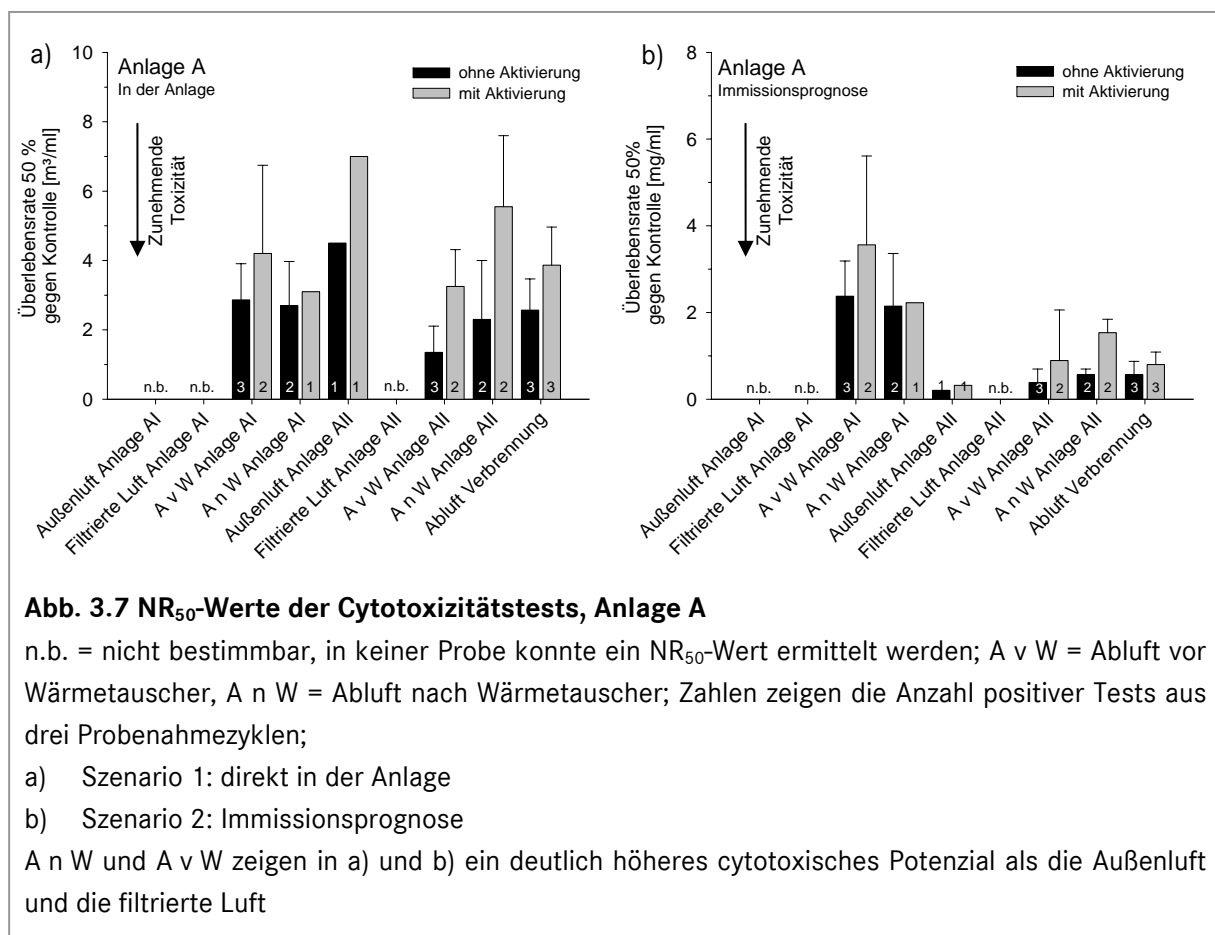 a)
10
8
6
4
2
0
Überlebensrate 50 %
gegen Kontrolle [m³/ml]
Anlage A
In der Anlage
Zunehmende
Toxizität
ohne Aktivierung
mit Aktivierung
n.b. n.b. 3 2 2 1 1 1 n.b. 3 2 2 2 3 3
Außenluft Anlage AI
Filtrierte Luft Anlage AI
A v W Anlage AI
A n W Anlage AI
Außenluft Anlage AII
Filtrierte Luft Anlage AII
A v W Anlage AII
A n W Anlage AII
Abluft Verbrennung
b)
8
6
4
2
0
Überlebensrate 50%
gegen Kontrolle [mg/ml]
Anlage A
Immissionsprognose
Zunehmende
Toxizität
ohne Aktivierung
mit Aktivierung
n.b. n.b. 3 2 2 1 1 1 n.b. 3 2 2 2 3 3
Außenluft Anlage AI
Filtrierte Luft Anlage AI
A v W Anlage AI
A n W Anlage AI
Außenluft Anlage AII
Filtrierte Luft Anlage AII
A v W Anlage AII
A n W Anlage AII
Abluft Verbrennung
Abb. 3.7 NR50-Werte der Cytotoxizitätstests, Anlage A
n.b. = nicht bestimmbar, in keiner Probe konnte ein NR50-Wert ermittelt werden; A v W = Abluft vor
Wärmetauscher, A n W = Abluft nach Wärmetauscher; Zahlen zeigen die Anzahl positiver Tests aus
drei Probenahmezyklen;
a) Szenario 1: direkt in der Anlage
b) Szenario 2: Immissionsprognose
A n W und A v W zeigen in a) und b) ein deutlich höheres cytotoxisches Potenzial als die Außenluft
und die filtrierte Luft